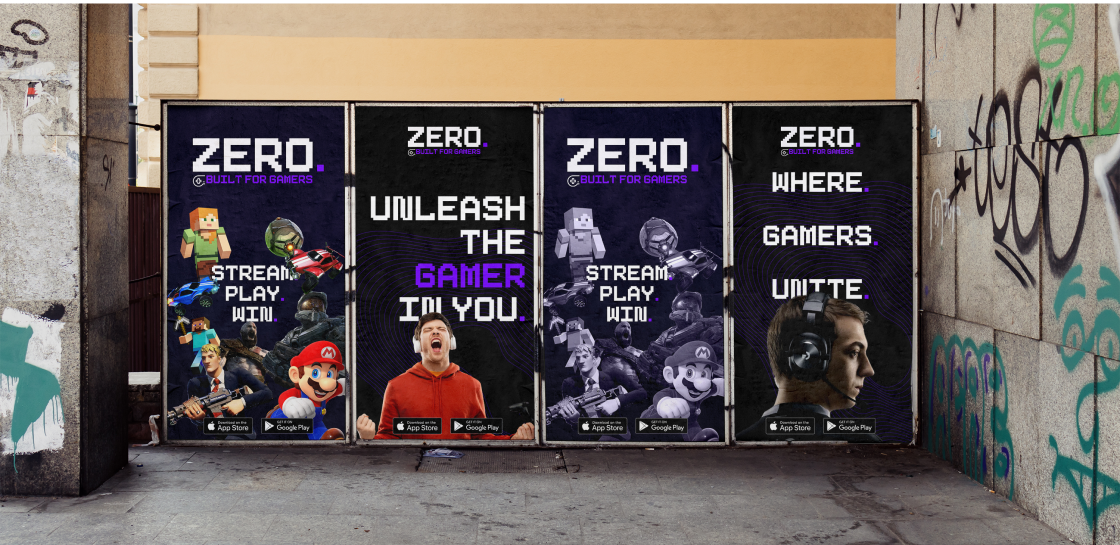 ZERO.
BUILT FOR GAMERS
STREAM.
PLAY.
WIN.
Download on the
App Store
GET IT ON
Google Play
ZERO.
BUILT FOR GAMERS
UNLEASH
THE
GAMER
IN YOU.
Download on the
App Store
GET IT ON
Google Play
ZERO.
BUILT FOR GAMERS
STREAM.
PLAY.
WIN.
Download on the
App Store
GET IT ON
Google Play
ZERO.
BUILT FOR GAMERS
WHERE.
GAMERS.
UNITE.
Download on the
App Store
GET IT ON
Google Play